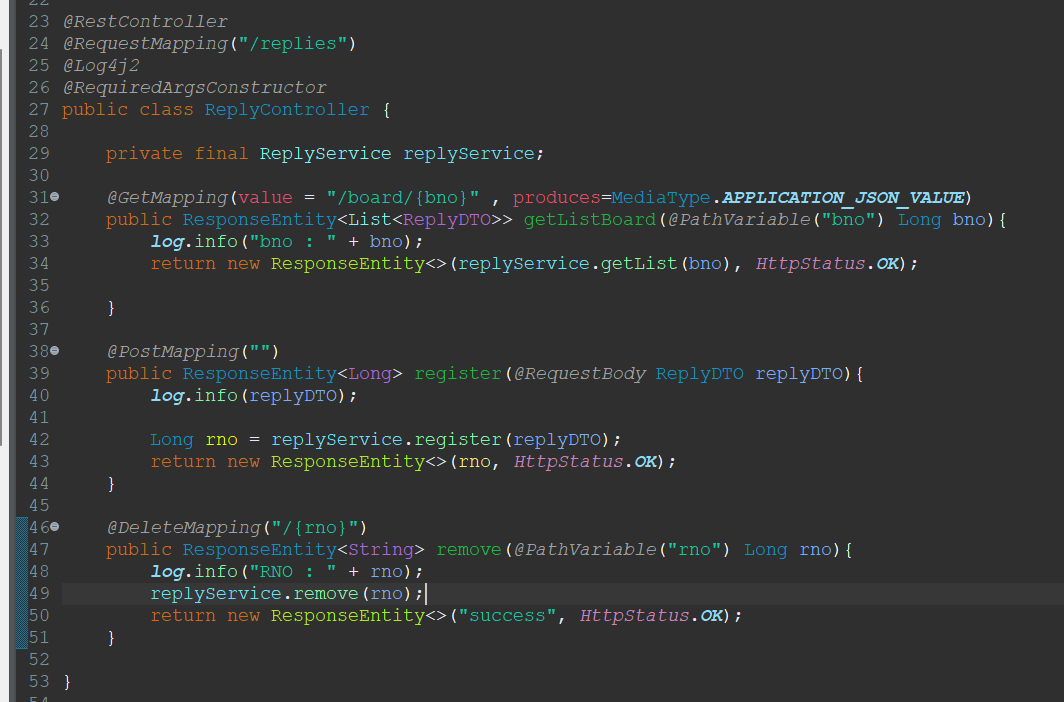 22
23 @RestController
24 @RequestMapping("/replies")
25 @Log4j2
26 @RequiredArgsConstructor
27 public class ReplyController {
28
29     private final ReplyService replyService;
30
31     @GetMapping(value = "/board/{bno}" , produces=MediaType.APPLICATION_JSON_VALUE)
32     public ResponseEntity<List<ReplyDTO>> getListBoard(@PathVariable("bno") Long bno){
33         log.info("bno : " + bno);
34         return new ResponseEntity<>(replyService.getList(bno), HttpStatus.OK);
35
36     }
37
38     @PostMapping("")
39     public ResponseEntity<Long> register(@RequestBody ReplyDTO replyDTO){
40         log.info(replyDTO);
41
42         Long rno = replyService.register(replyDTO);
43         return new ResponseEntity<>(rno, HttpStatus.OK);
44     }
45
46     @DeleteMapping("/{rno}")
47     public ResponseEntity<String> remove(@PathVariable("rno") Long rno){
48         log.info("RNO : " + rno);
49         replyService.remove(rno);
50         return new ResponseEntity<>("success", HttpStatus.OK);
51     }
52
53 }
54